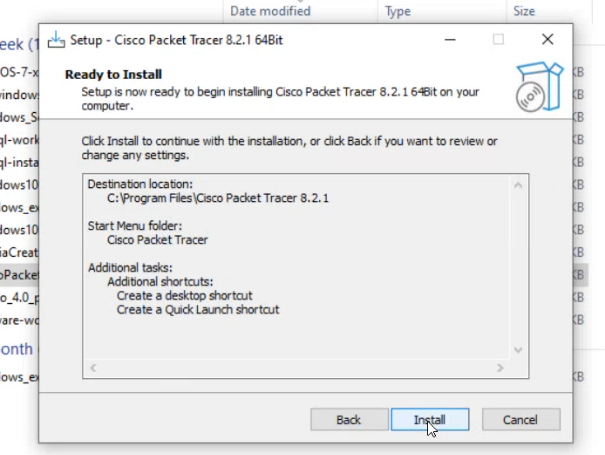 Date modified Type Size
Setup - Cisco Packet Tracer 8.2.1 64Bit
eek (1
Ready to Install
Setup is now ready to begin installing Cisco Packet Tracer 8.2.1 64Bit on your
computer.
OS-7-x
KB
windows
KB
dows_S
KB
ql-work
KB
Click Install to continue with the installation, or click Back if you want to review or
change any settings.
ql-insta
KB
Destination location:
C:\Program Files\Cisco Packet Tracer 8.2.1
dows10
KB
dows_ex
KB
Start Menu folder:
Cisco Packet Tracer
dows10
KB
iaCreat
KB
Additional tasks:
Additional shortcuts:
Create a desktop shortcut
Create a Quick Launch shortcut
oPacket
KB
o_4.0_p
KB
ware-wo
KB
onth (
dows_ex
KB
Back Install Cancel